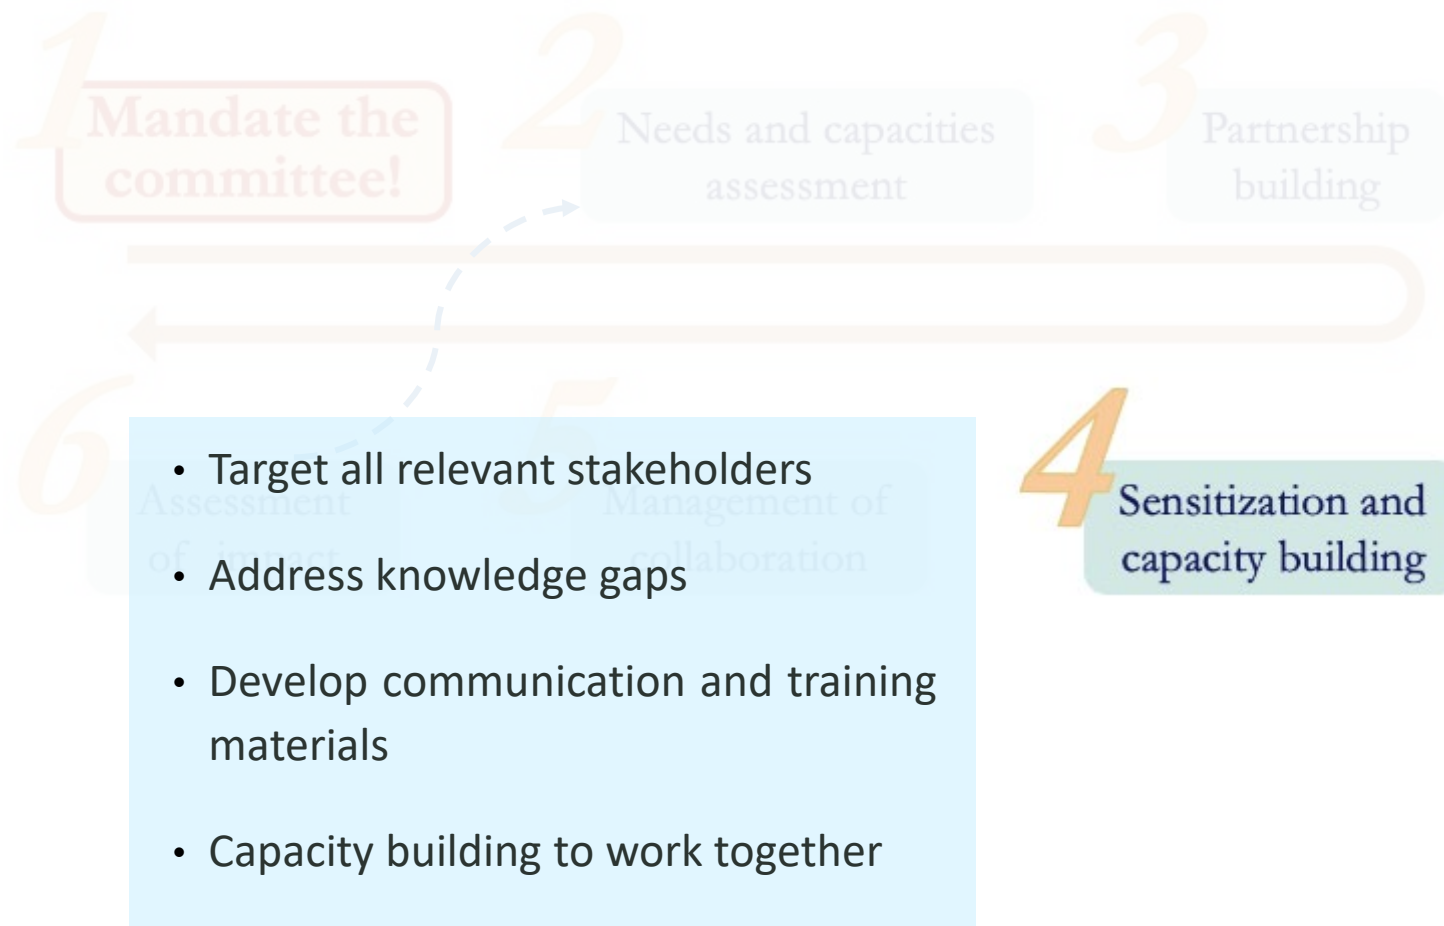 1
Mandate the
committee!
2
Needs and capacities
assessment
3
Partnership
building
4
Sensitization and
capacity building
5
Management of
collaboration
6
Assessment
of impact
• Target all relevant stakeholders
• Address knowledge gaps
• Develop communication and training
materials
• Capacity building to work together